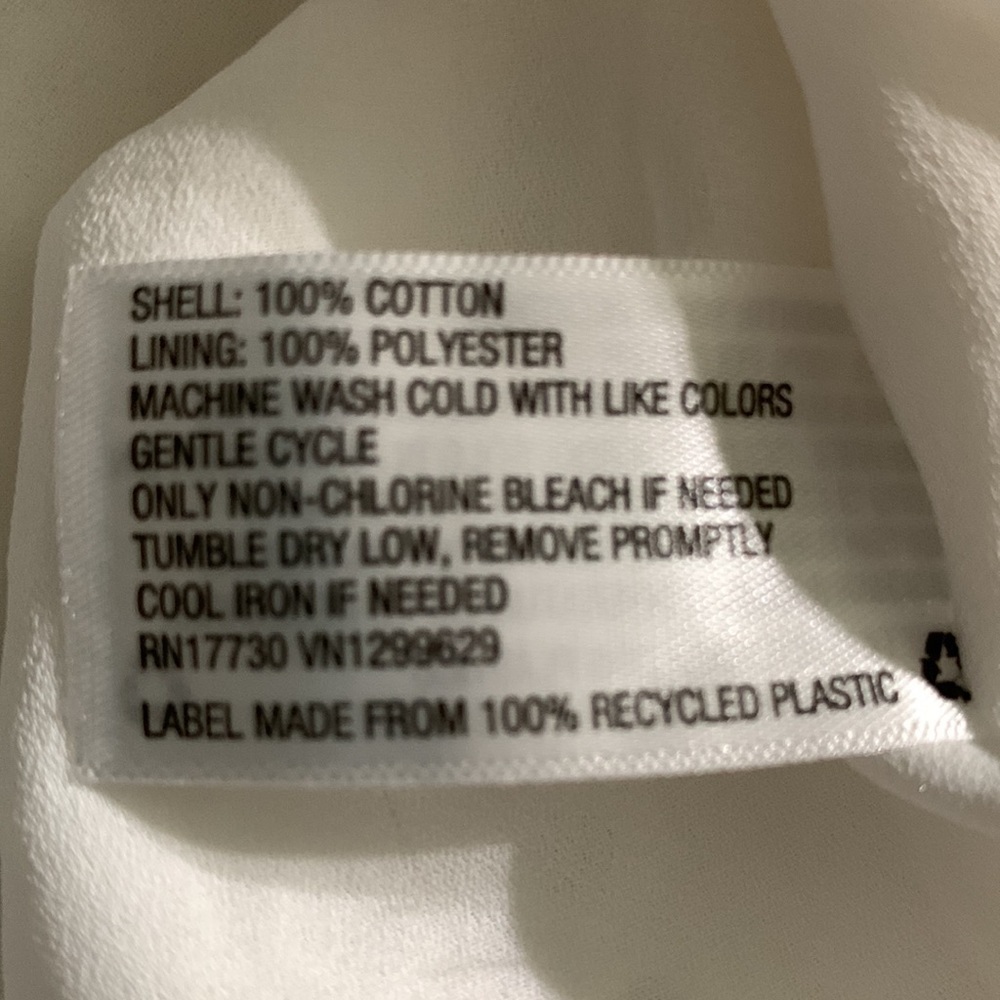 SHELL: 100% COTTON
LINING: 100% POLYESTER
MACHINE WASH COLD WITH LIKE COLORS
GENTLE CYCLE
ONLY NON-CHLORINE BLEACH IF NEEDED
TUMBLE DRY LOW, REMOVE PROMPTLY
COOL IRON IF NEEDED
RN17730 VN1299629
LABEL MADE FROM 100% RECYCLED PLASTIC